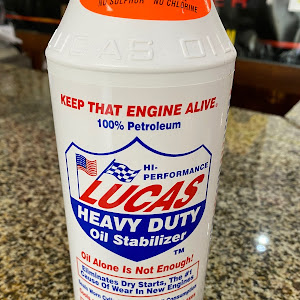 NO SULPHUR NO CHLORINE
LUCAS OIL
KEEP THAT ENGINE ALIVE.
100% Petroleum
HI-
PERFORMANCE
LUCAS
HEAVY DUTY
Oil Stabilizer
TM
Oil Alone is Not Enough!
Eliminates Dry Starts, The #1
Cause Of Wear In New Engines.